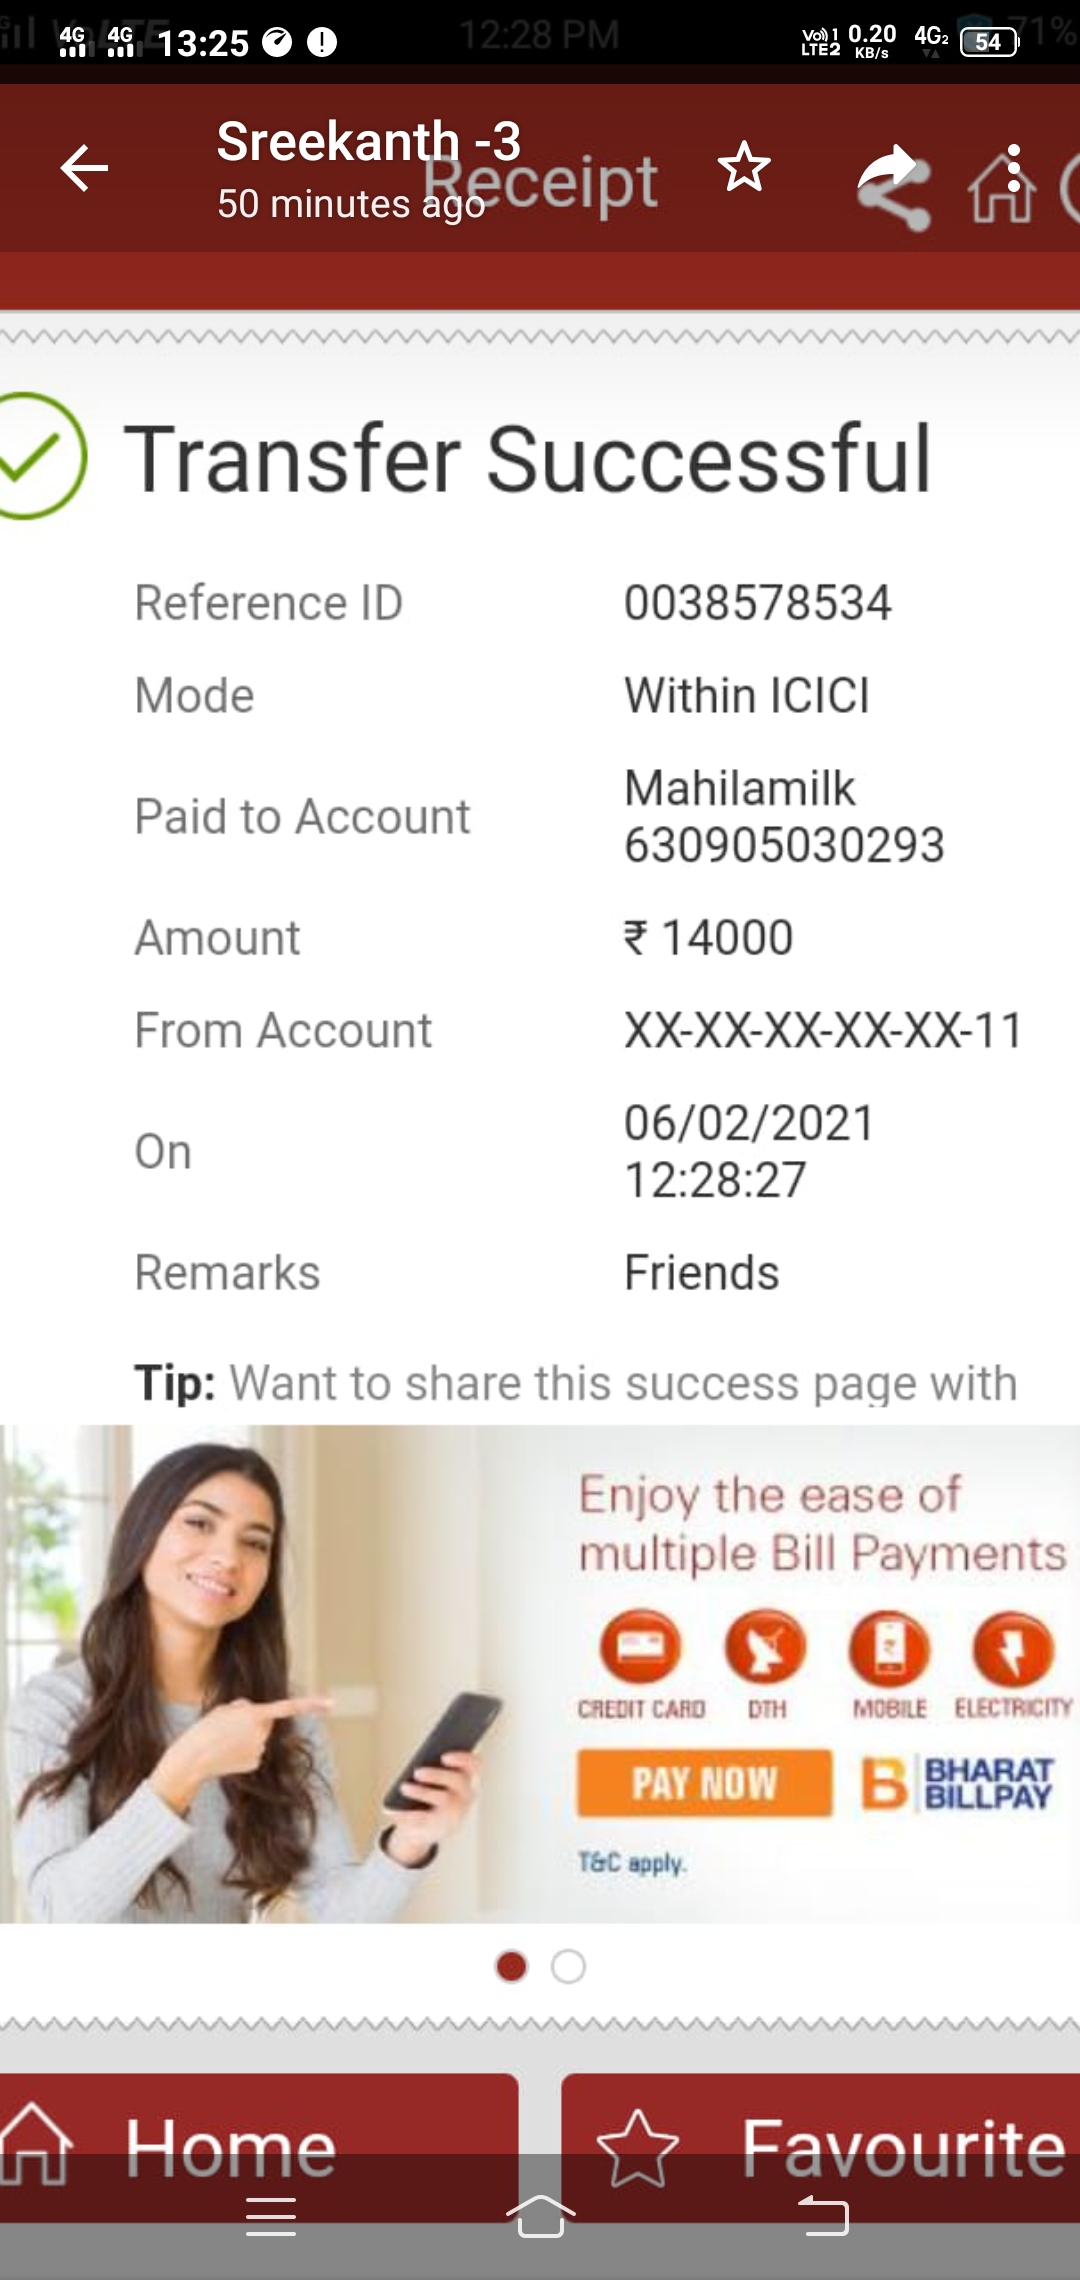 4G 4G 13:25 12:28 PM Vo)) 1 LTE2 0.20 KB/s 4G2 54 71%
Sreekanth -3
50 minutes ago
Receipt
Transfer Successful
Reference ID 0038578534
Mode Within ICICI
Paid to Account Mahilamilk
630905030293
Amount ₹ 14000
From Account XX-XX-XX-XX-XX-11
On 06/02/2021
12:28:27
Remarks Friends
Tip: Want to share this success page with
Enjoy the ease of
multiple Bill Payments
CREDIT CARD DTH MOBILE ELECTRICITY
PAY NOW B BHARAT
BILLPAY
T&C apply.
Home Favourite